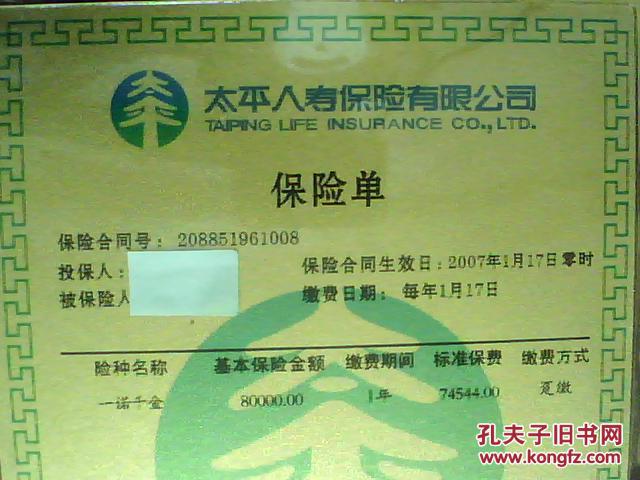 太平人寿保险有限公司
TAIPING LIFE INSURANCE CO., LTD.
保险单
保险合同号：208851961008
投保人：
保险合同生效日：2007年1月17日零时
被保险人
缴费日期：每年1月17日
险种名称 基本保险金额 缴费期间 标准保费 缴费方式
一诺千金 80000.00 1年 74544.00 趸缴
孔夫子旧书网
www.kongfz.com